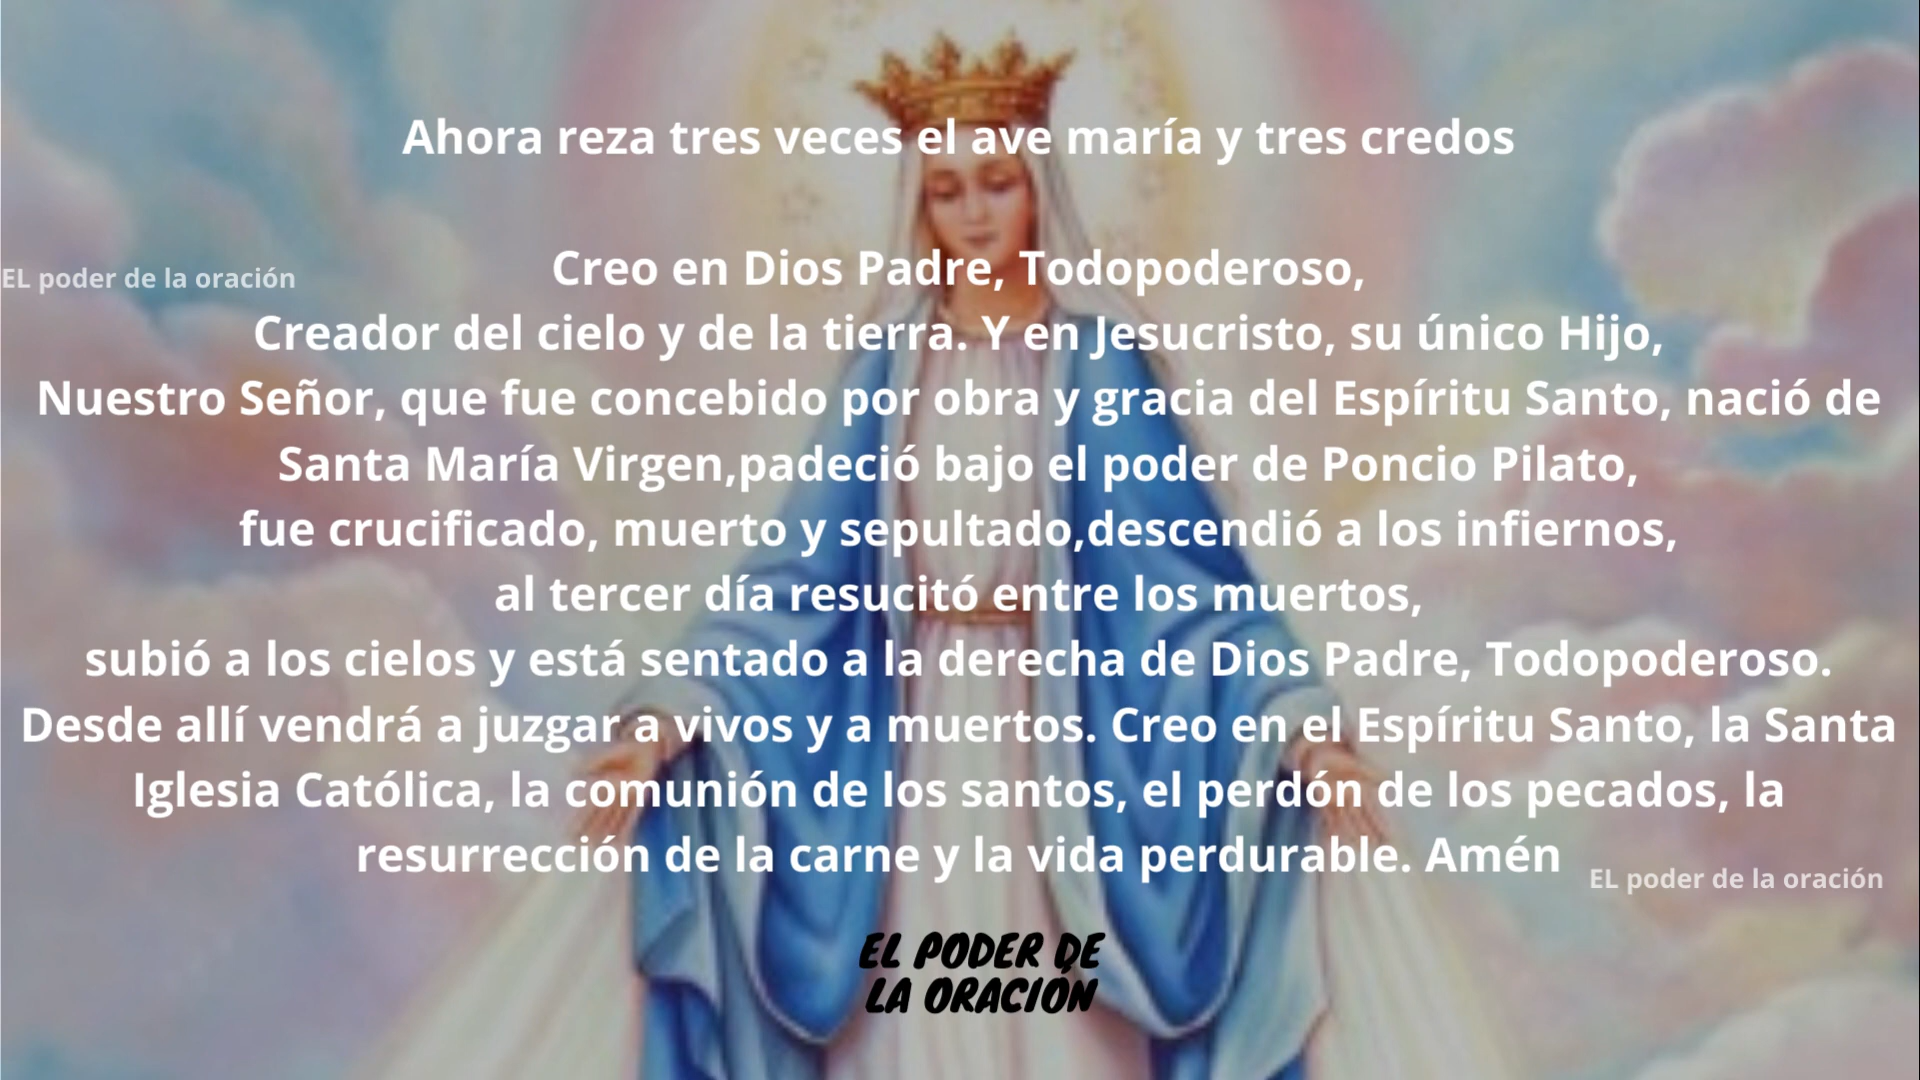 Ahora reza tres veces el ave maría y tres credos
EL poder de la oración
Creo en Dios Padre, Todopoderoso,
Creador del cielo y de la tierra. Y en Jesucristo, su único Hijo,
Nuestro Señor, que fue concebido por obra y gracia del Espíritu Santo, nació de
Santa María Virgen,padeció bajo el poder de Poncio Pilato,
fue crucificado, muerto y sepultado,descendió a los infiernos,
al tercer día resucitó entre los muertos,
subió a los cielos y está sentado a la derecha de Dios Padre, Todopoderoso.
Desde allí vendrá a juzgar a vivos y a muertos. Creo en el Espíritu Santo, la Santa
Iglesia Católica, la comunión de los santos, el perdón de los pecados, la
resurrección de la carne y la vida perdurable. Amén
EL poder de la oración
EL PODER DE
LA ORACIÓN